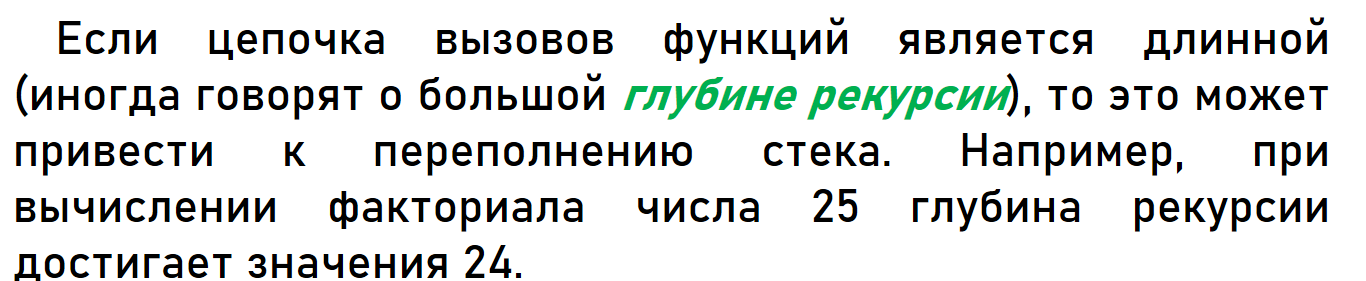 Если цепочка вызовов функций является длинной
(иногда говорят о большой глубине рекурсии), то это может
привести к переполнению стека. Например, при
вычислении факториала числа 25 глубина рекурсии
достигает значения 24.